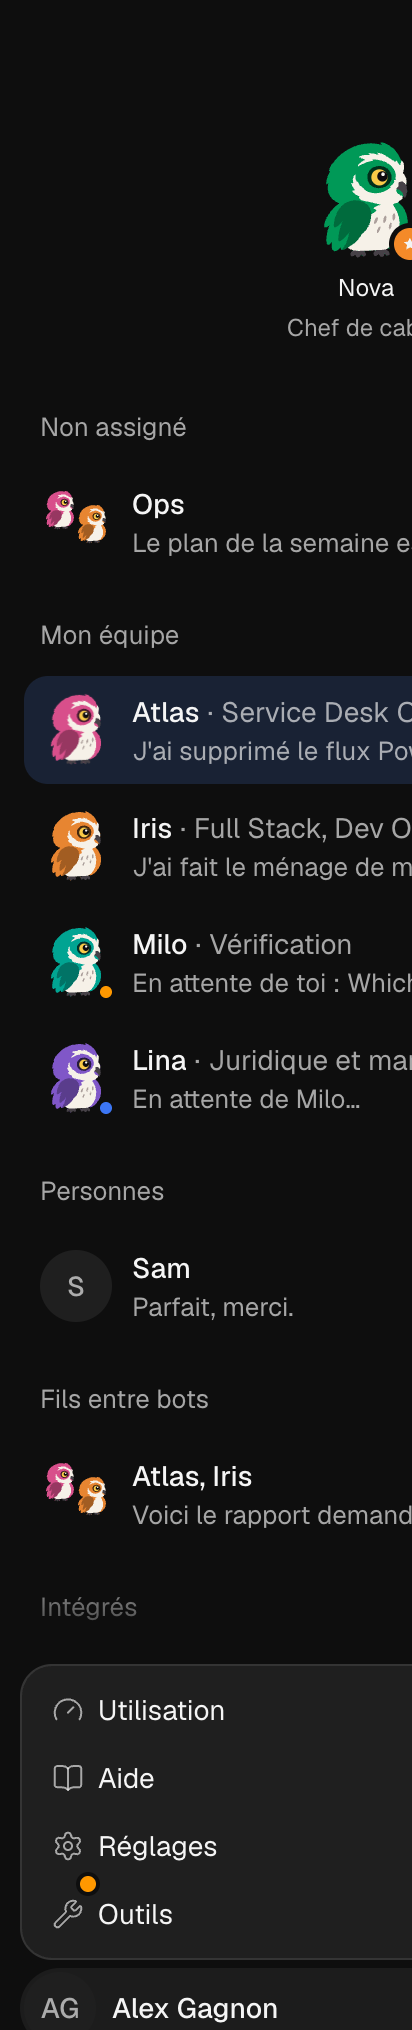 Nova
Chef de cab
Non assigné
Ops
Le plan de la semaine e
Mon équipe
Atlas · Service Desk
J'ai supprimé le flux
Iris · Full Stack, Dev O
J'ai fait le ménage de m
Milo · Vérification
En attente de toi : Which
Lina · Juridique et mar
En attente de Milo...
Personnes
S
Sam
Parfait, merci.
Fils entre bots
Atlas, Iris
Voici le rapport demand
Intégrés
Utilisation
Aide
Réglages
Outils
AG
Alex Gagnon